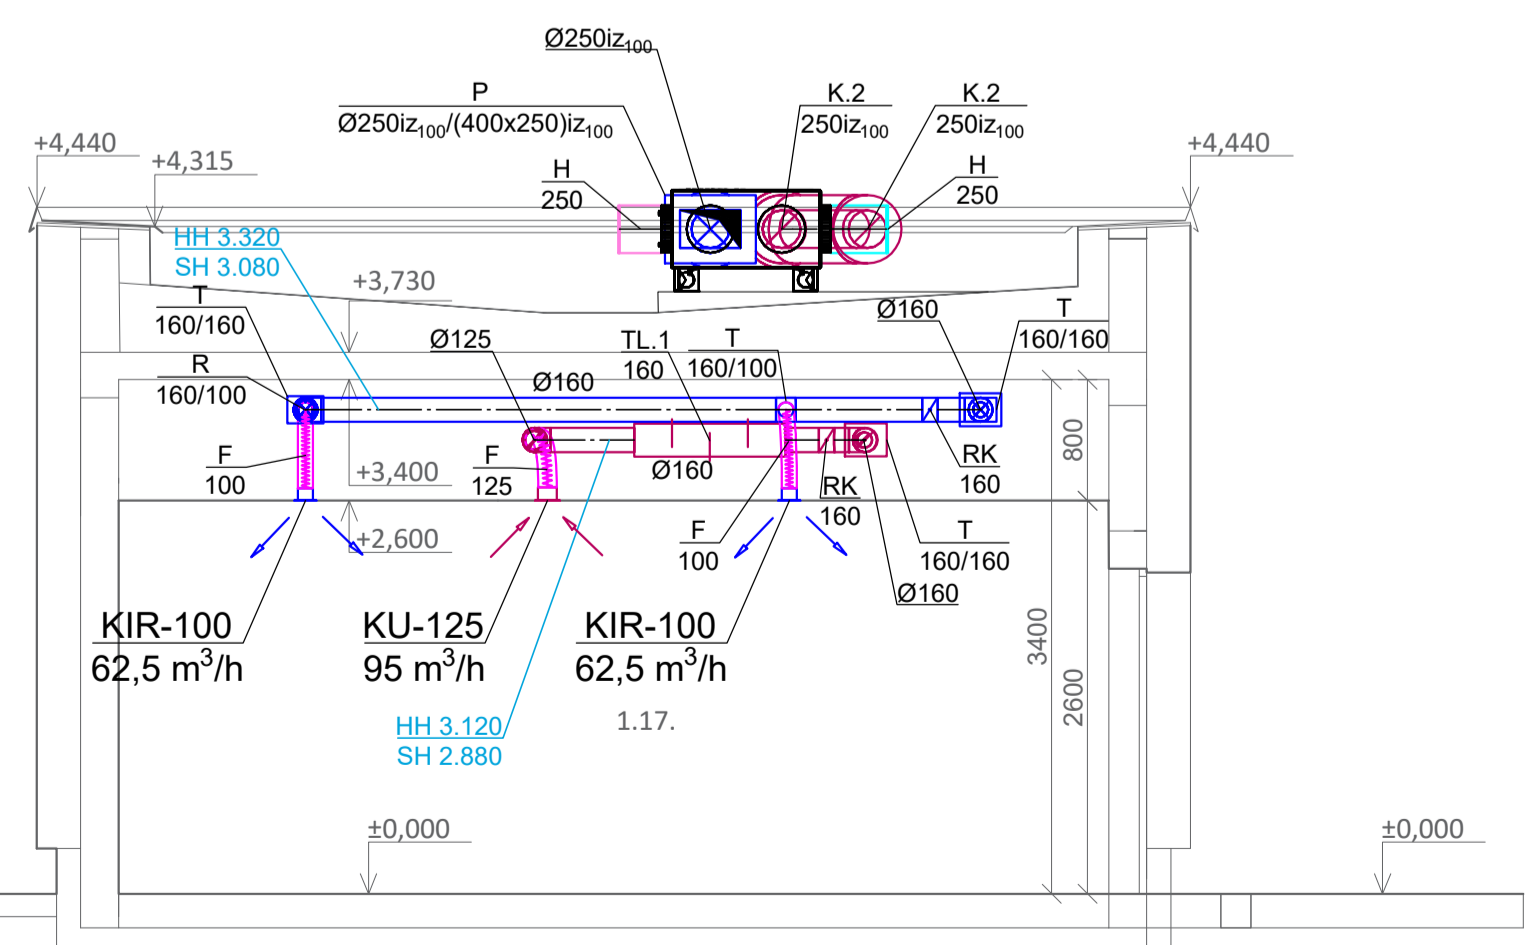 Ø250iz100
P
Ø250iz100/(400x250)iz100
K.2
250iz100
K.2
250iz100
+4,440
+4,315
+4,440
H
250
H
250
HH 3.320
SH 3.080
+3,730
T
160/160
R
160/100
Ø125
Ø160
TL.1
160
T
160/100
Ø160
T
160/160
F
100
+3,400
F
125
Ø160
RK
160
RK
160
800
+2,600
F
100
T
160/160
Ø160
KIR-100
62,5 m³/h
KU-125
95 m³/h
KIR-100
62,5 m³/h
3400
2600
HH 3.120
SH 2.880
1.17.
±0,000
±0,000